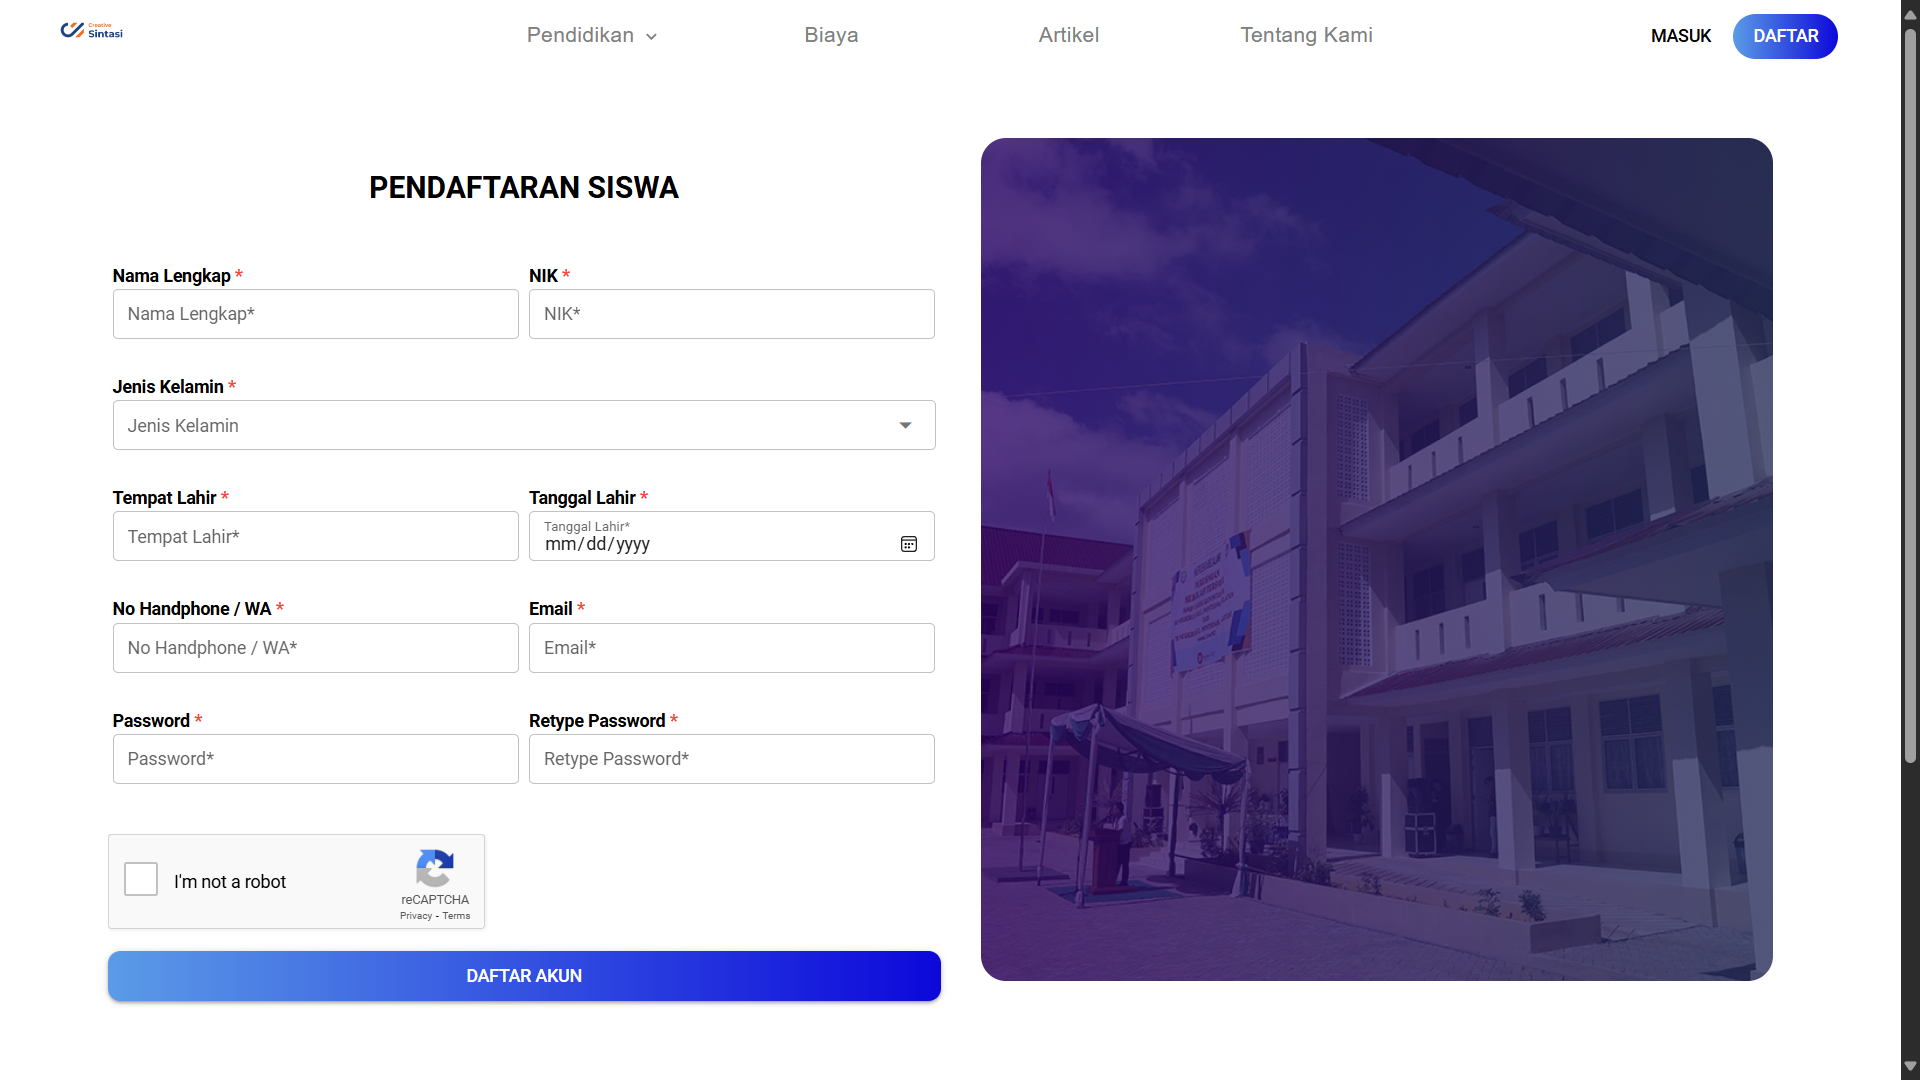 Creative
Sintasi
Pendidikan
Biaya
Artikel
Tentang Kami
MASUK
DAFTAR
PENDAFTARAN SISWA
Nama Lengkap *
NIK *
Nama Lengkap*
NIK*
Jenis Kelamin *
Jenis Kelamin
Tempat Lahir *
Tanggal Lahir *
Tempat Lahir*
Tanggal Lahir*
mm/dd/yyyy
No Handphone / WA *
Email *
No Handphone / WA*
Email*
Password *
Retype Password *
Password*
Retype Password*
I'm not a robot
reCAPTCHA
Privacy - Terms
DAFTAR AKUN